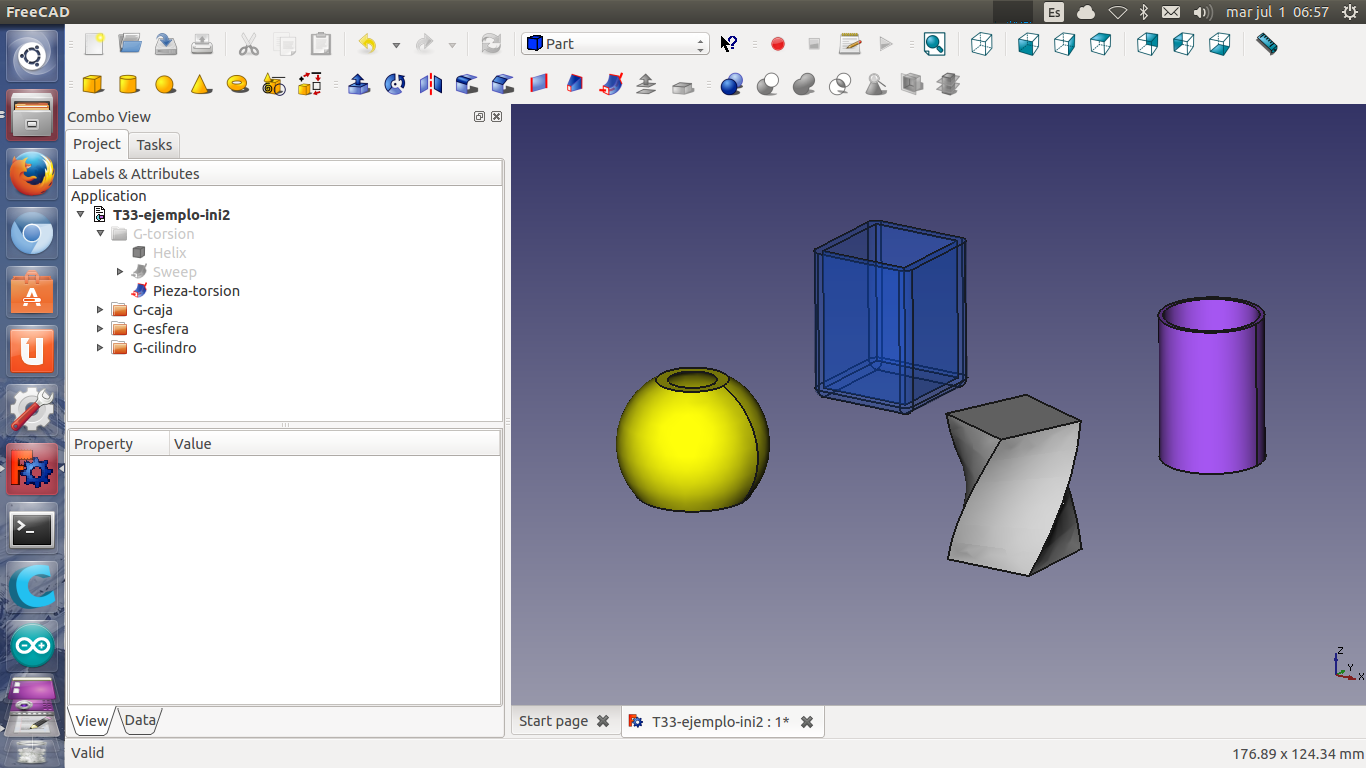 FreeCAD
Es
mar jul 1 06:57
Part
Combo View
Project
Tasks
Labels & Attributes
Application
T33-ejemplo-ini2
G-torsion
Helix
Sweep
Pieza-torsion
G-caja
G-esfera
G-cilindro
Property
Value
View
Data
Start page
T33-ejemplo-ini2 : 1*
Z
Y
X
Valid
176.89 x 124.34 mm